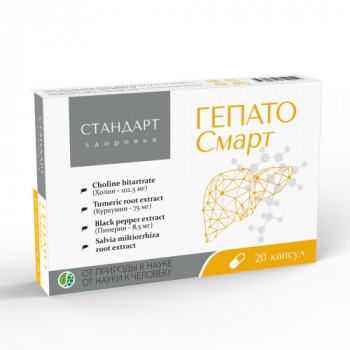 СТАНДАРТ
здоровья
ГЕПАТО
Смарт
Choline bitartrate
(Холин - 102,5 мг)
Tumeric root extract
(Куркумин - 75 мг)
Black pepper extract
(Пиперин - 8,5 мг)
Salvia miltiorrhiza
root extract
ОТ ПРИРОДЫ К НАУКЕ
ОТ НАУКИ К ЧЕЛОВЕКУ
20 капсул